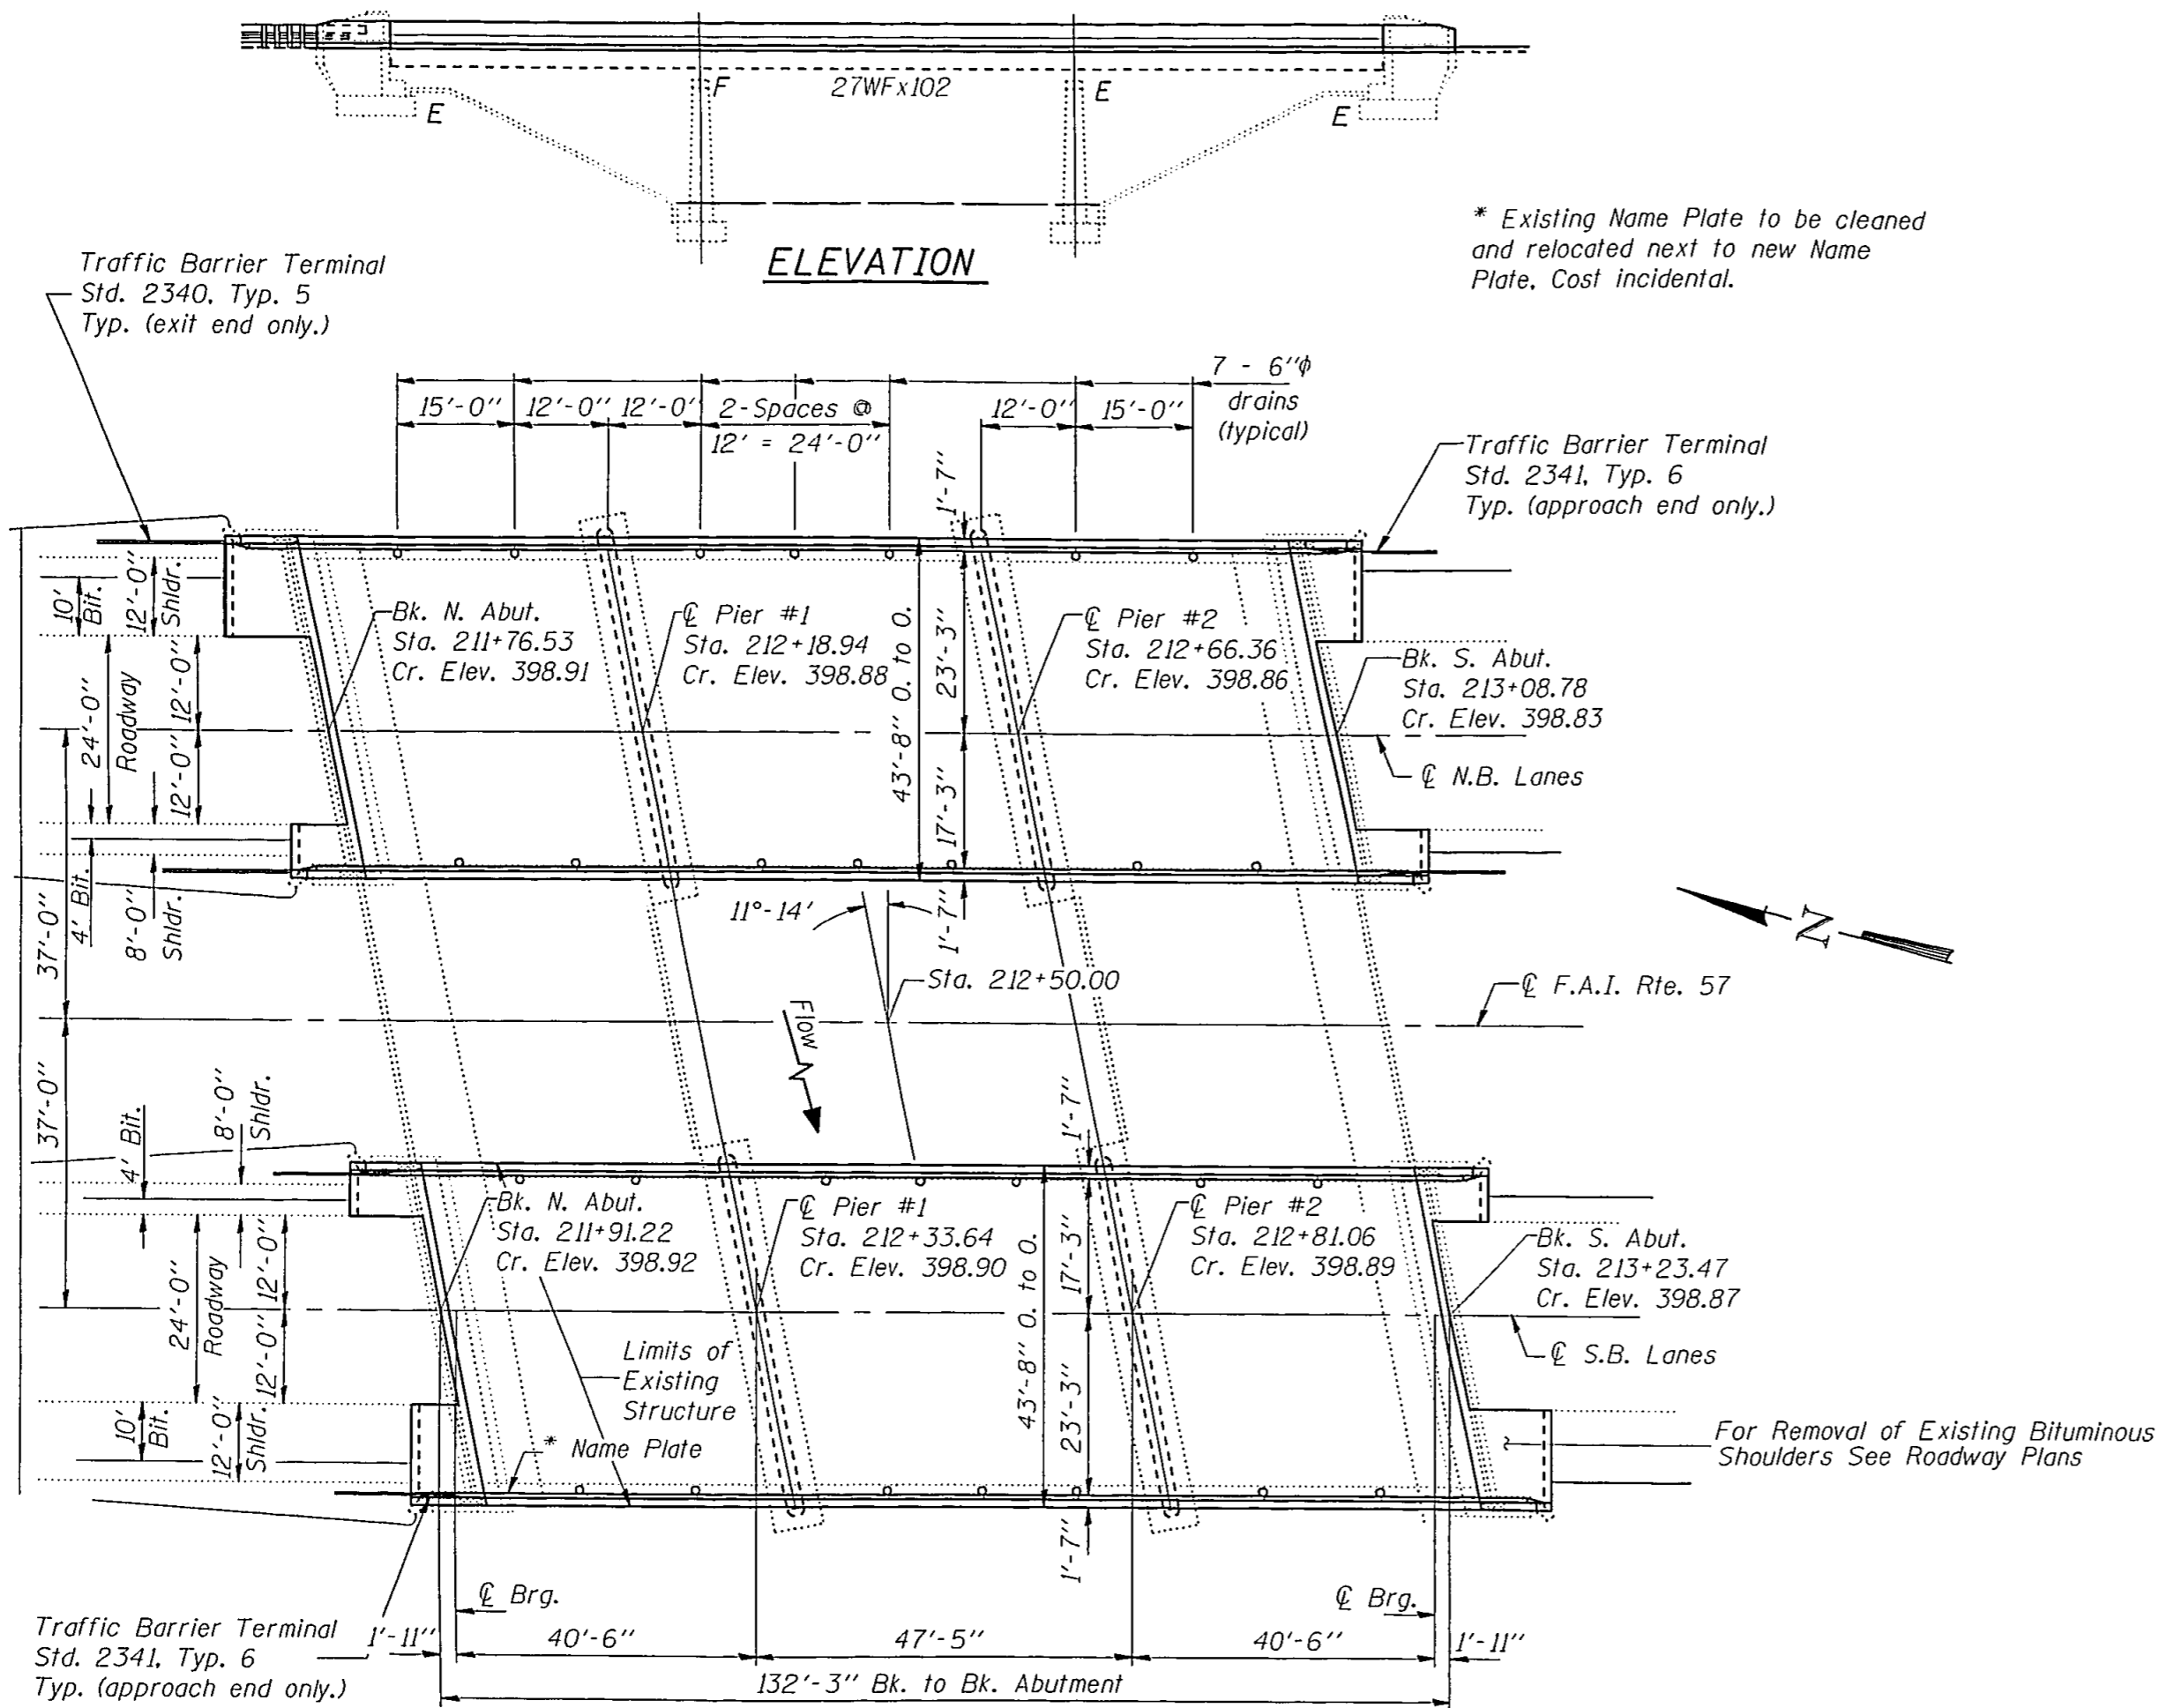 F
27WFx102
E
E
E
ELEVATION
* Existing Name Plate to be cleaned
and relocated next to new Name
Plate. Cost incidental.
Traffic Barrier Terminal
Std. 2340, Typ. 5
Typ. (exit end only.)
7 - 6''φ
drains
(typical)
15'-0''
12'-0''
12'-0'
2-Spaces @
12' = 24'-0''
12'-0''
15'-0''
Traffic Barrier Terminal
Std. 2341, Typ. 6
Typ. (approach end only.)
1'-7''
10'
Bit.
12'-0''
Shldr.
Bk. N. Abut.
Sta. 211+76.53
Cr. Elev. 398.91
℄ Pier #1
Sta. 212+18.94
Cr. Elev. 398.88
43'-8'' O. to O.
23'-3''
℄ Pier #2
Sta. 212+66.36
Cr. Elev. 398.86
Bk. S. Abut.
Sta. 213+08.78
Cr. Elev. 398.83
24'-0''
Roadway
12'-0''
12'-0''
17'-3''
℄ N.B. Lanes
37'-0''
4' Bit.
8'-0''
Shldr.
11°-14'
1'-7''
Sta. 212+50.00
N
℄ F.A.I. Rte. 57
Flow
37'-0''
4' Bit.
8'-0''
Shldr.
1'-7''
Bk. N. Abut.
Sta. 211+91.22
Cr. Elev. 398.92
℄ Pier #1
Sta. 212+33.64
Cr. Elev. 398.90
43'-8'' O. to O.
17'-3''
℄ Pier #2
Sta. 212+81.06
Cr. Elev. 398.89
Bk. S. Abut.
Sta. 213+23.47
Cr. Elev. 398.87
24'-0''
Roadway
12'-0''
12'-0''
Limits of
Existing
Structure
23'-3''
℄ S.B. Lanes
10'
Bit.
12'-0''
Shldr.
* Name Plate
For Removal of Existing Bituminous
Shoulders See Roadway Plans
1'-7''
℄ Brg.
℄ Brg.
Traffic Barrier Terminal
Std. 2341, Typ. 6
Typ. (approach end only.)
1'-11''
40'-6''
47'-5''
40'-6''
1'-11''
132'-3'' Bk. to Bk. Abutment